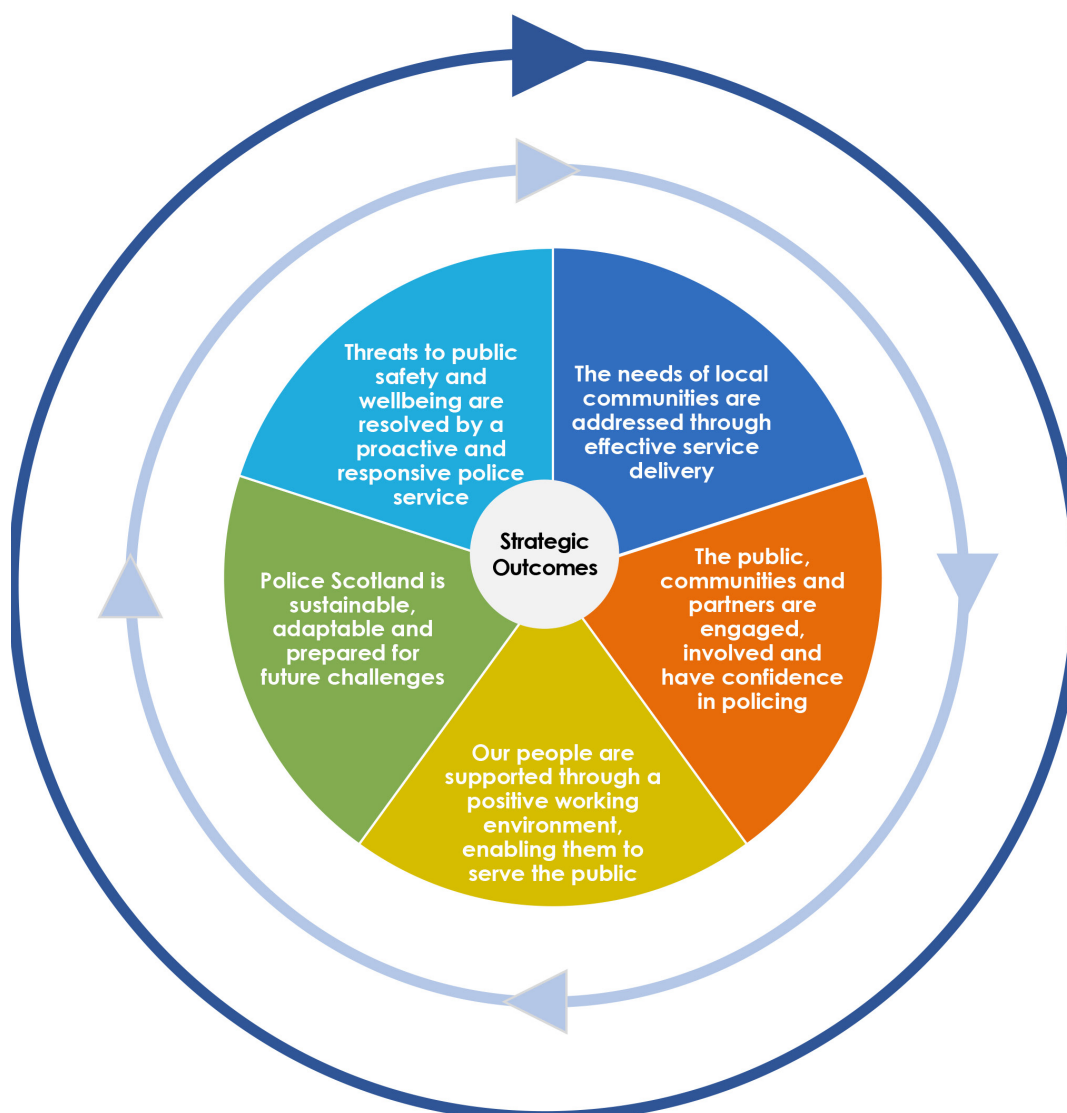 Threats to public
safety and
wellbeing are
resolved by a
proactive and
responsive police
service
The needs of local
communities are
addressed through
effective service
delivery
Strategic
Outcomes
The public,
communities and
partners are
engaged,
involved and
have confidence
in policing
Police Scotland is
sustainable,
adaptable and
prepared for
future challenges
Our people are
supported through a
positive working
environment,
enabling them to
serve the public